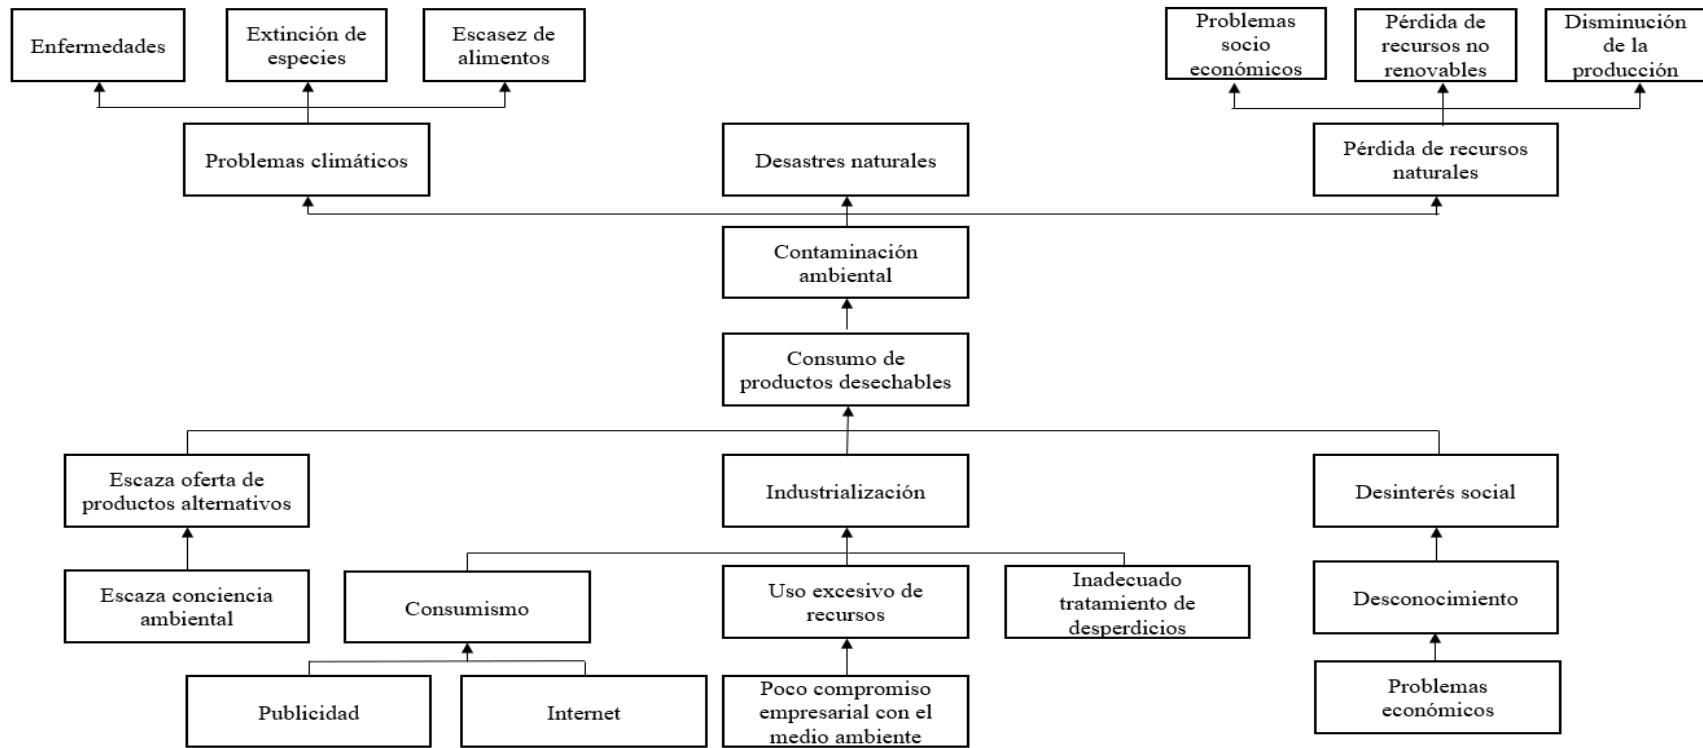 Enfermedades
Extinción de
especies
Escasez de
alimentos
Problemas
socio
económicos
Pérdida de
recursos no
renovables
Disminución
de la
producción
Problemas climáticos
Desastres naturales
Pérdida de recursos
naturales
Contaminación
ambiental
Consumo de
productos desechables
Escaza oferta de
productos alternativos
Industrialización
Desinterés social
Escaza conciencia
ambiental
Consumismo
Uso excesivo de
recursos
Inadecuado
tratamiento de
desperdicios
Desconocimiento
Publicidad
Internet
Poco compromiso
empresarial con el
medio ambiente
Problemas
económicos